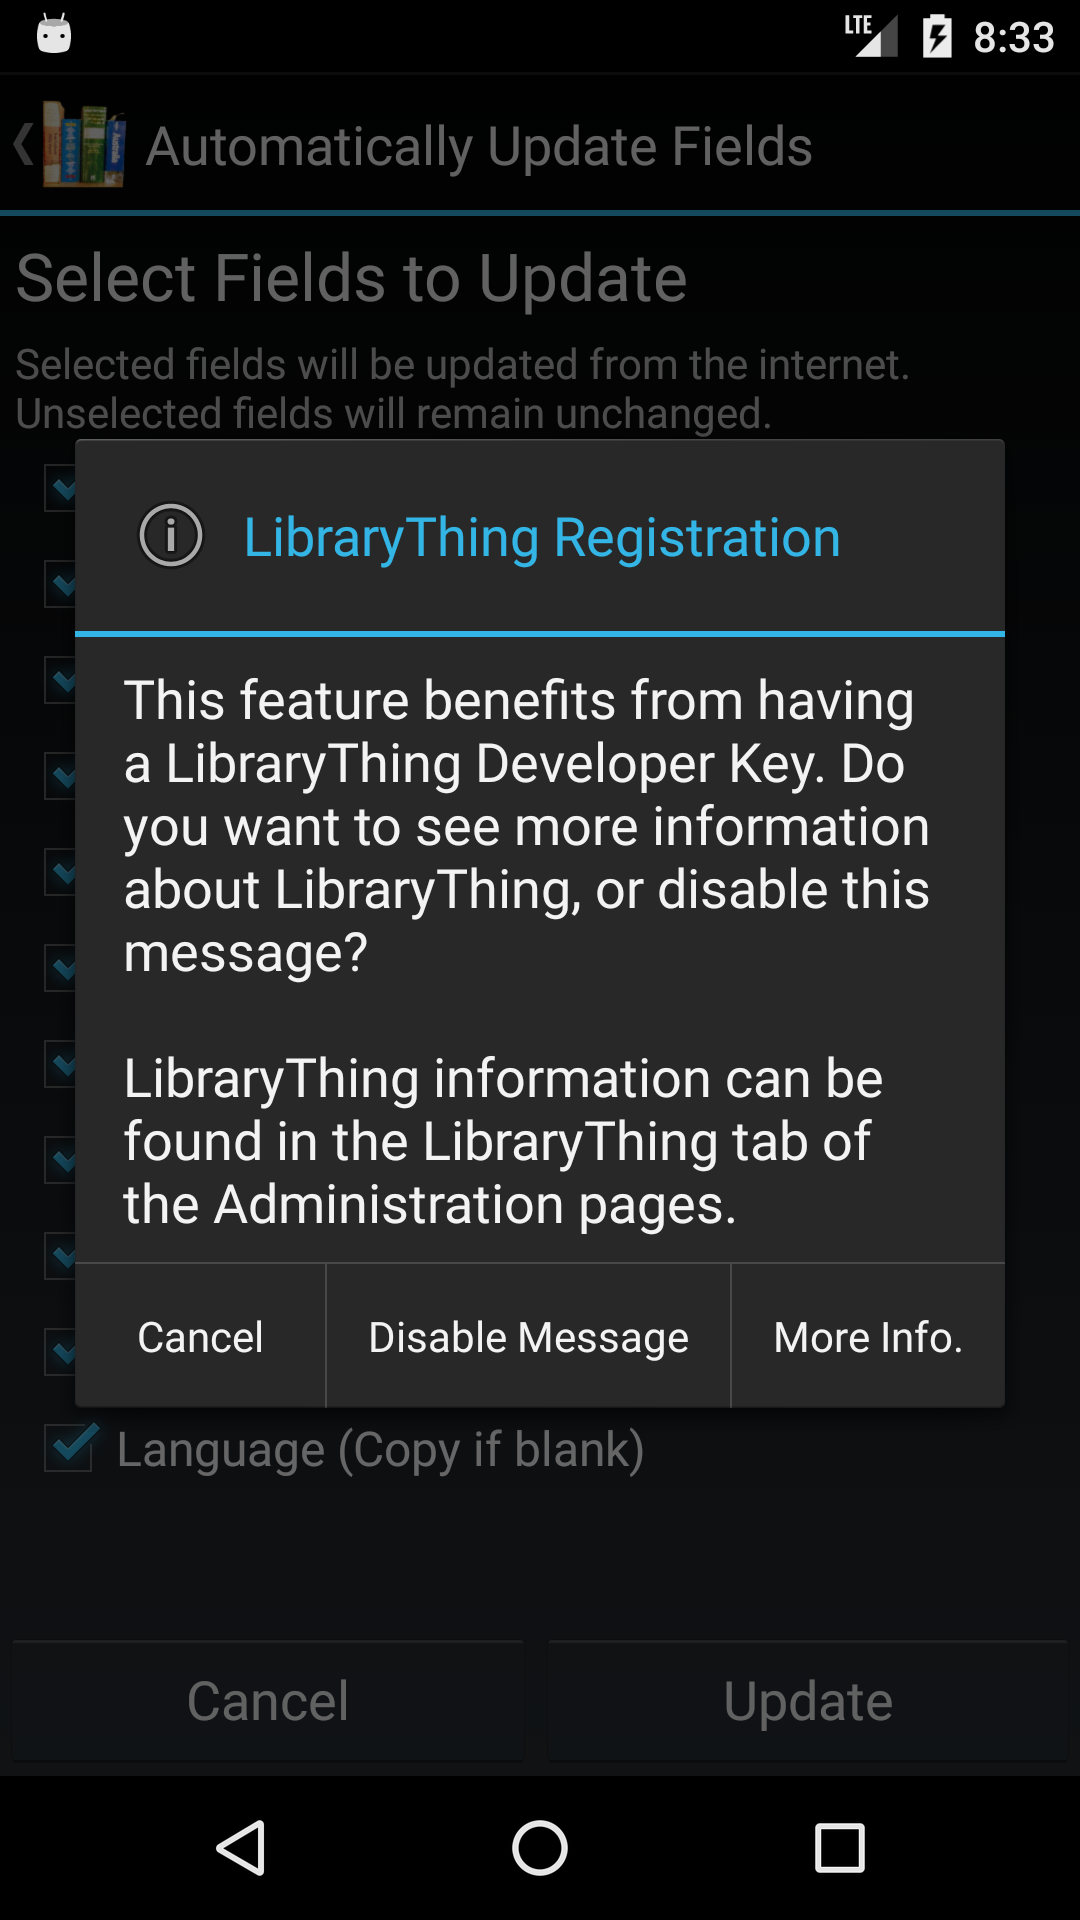 LTE 8:33
Automatically Update Fields
Select Fields to Update
Selected fields will be updated from the internet.
Unselected fields will remain unchanged.
LibraryThing Registration
This feature benefits from having
a LibraryThing Developer Key. Do
you want to see more information
about LibraryThing, or disable this
message?
LibraryThing information can be
found in the LibraryThing tab of
the Administration pages.
Cancel Disable Message More Info.
Language (Copy if blank)
Cancel Update